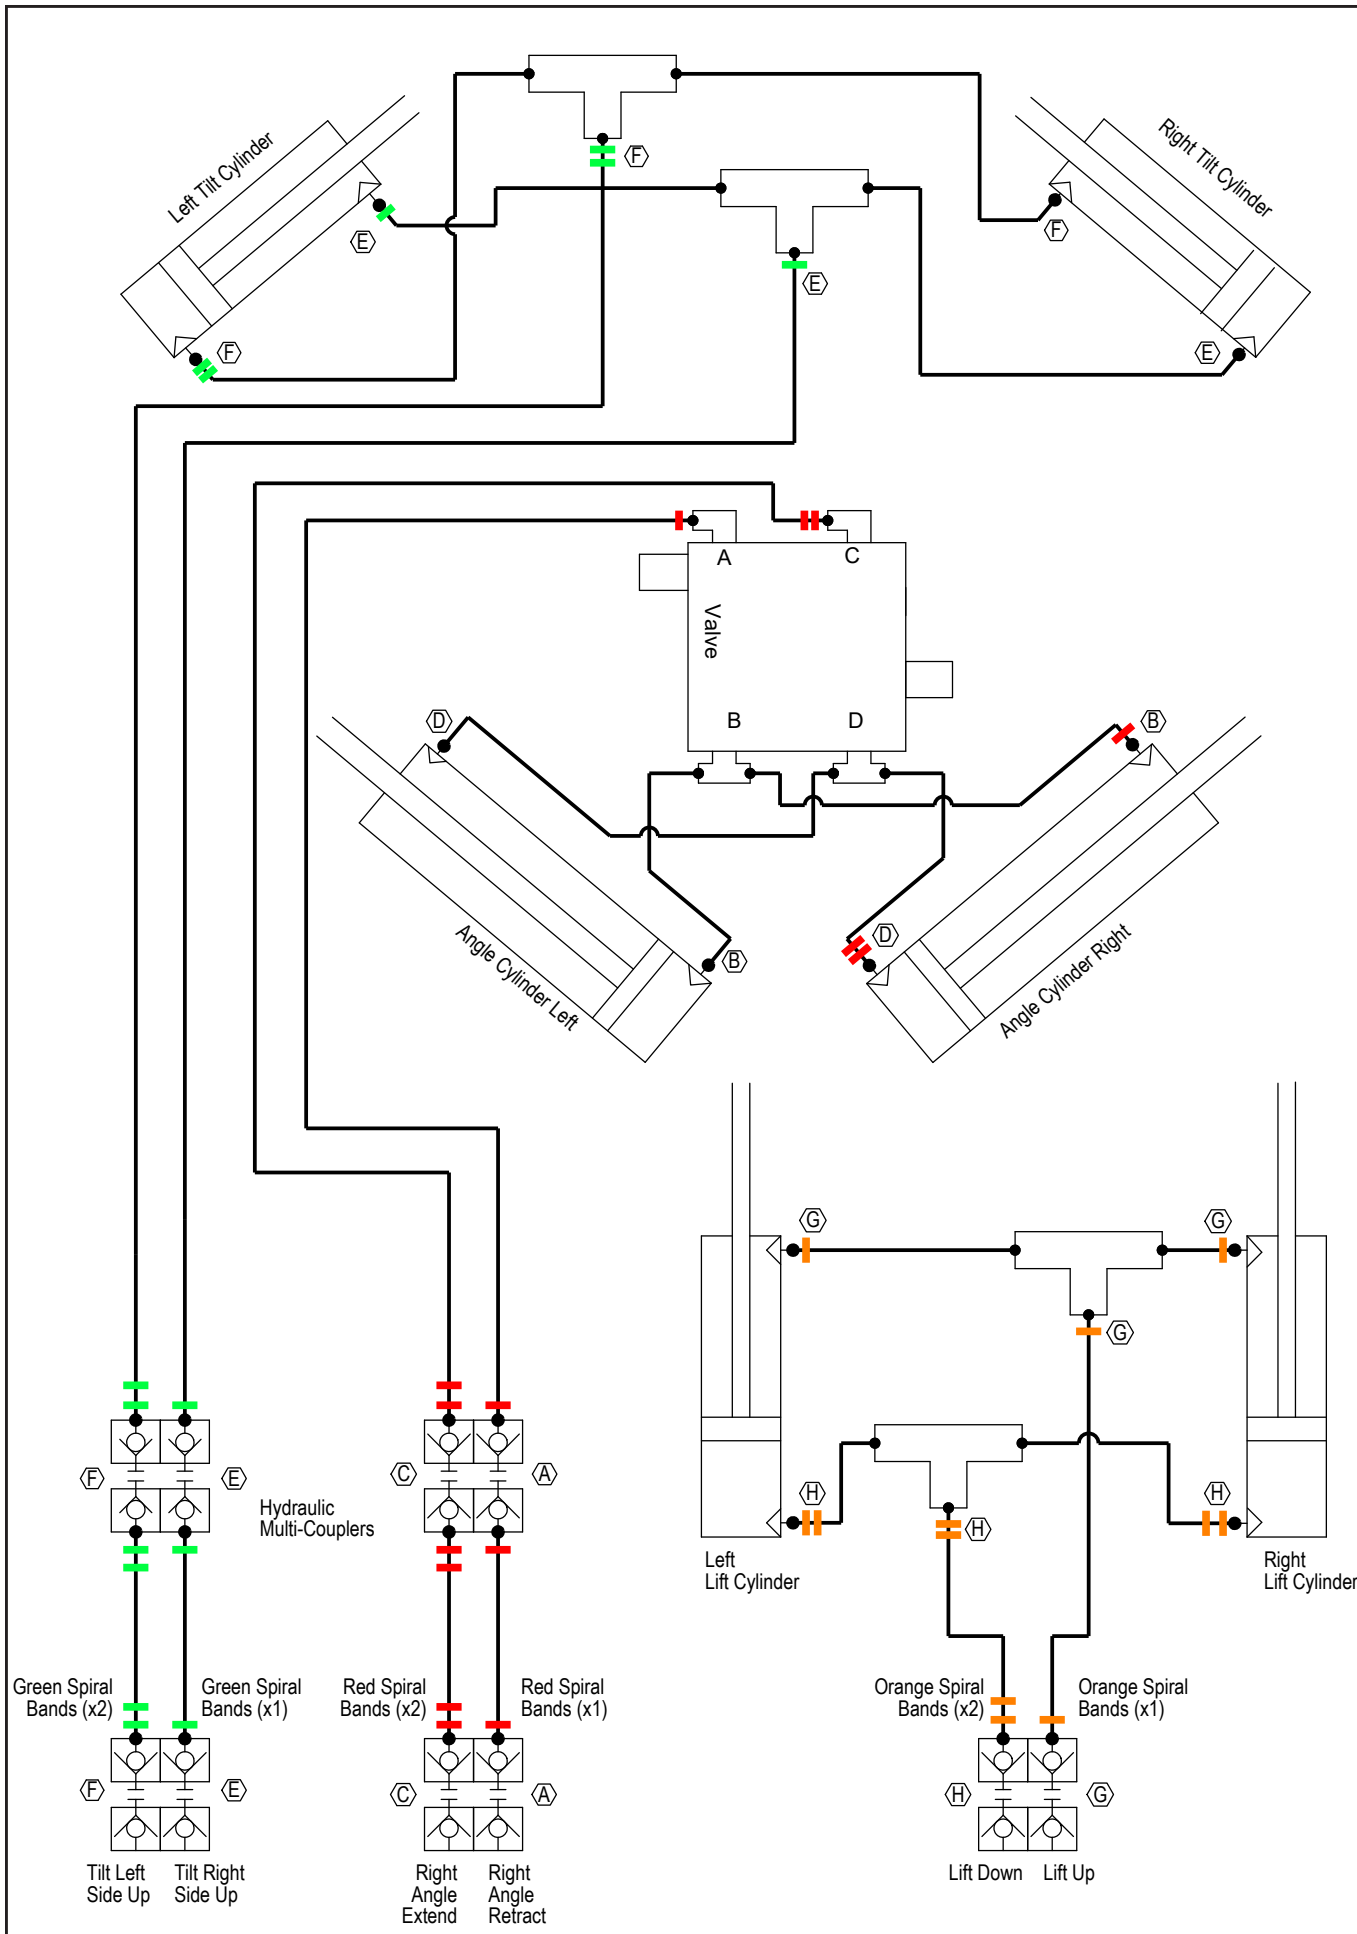 Left Tilt Cylinder
Right Tilt Cylinder
F
E
F
E
F
E
A
C
Valve
B
D
D
B
B
D
Angle Cylinder Left
Angle Cylinder Right
G
G
G
H
H
H
Left
Lift Cylinder
Right
Lift Cylinder
F
E
C
A
Hydraulic
Multi-Couplers
Green Spiral
Bands (x2)
Green Spiral
Bands (x1)
Red Spiral
Bands (x2)
Red Spiral
Bands (x1)
Orange Spiral
Bands (x2)
Orange Spiral
Bands (x1)
F
E
C
A
H
G
Tilt Left
Side Up
Tilt Right
Side Up
Right
Angle
Extend
Right
Angle
Retract
Lift Down
Lift Up